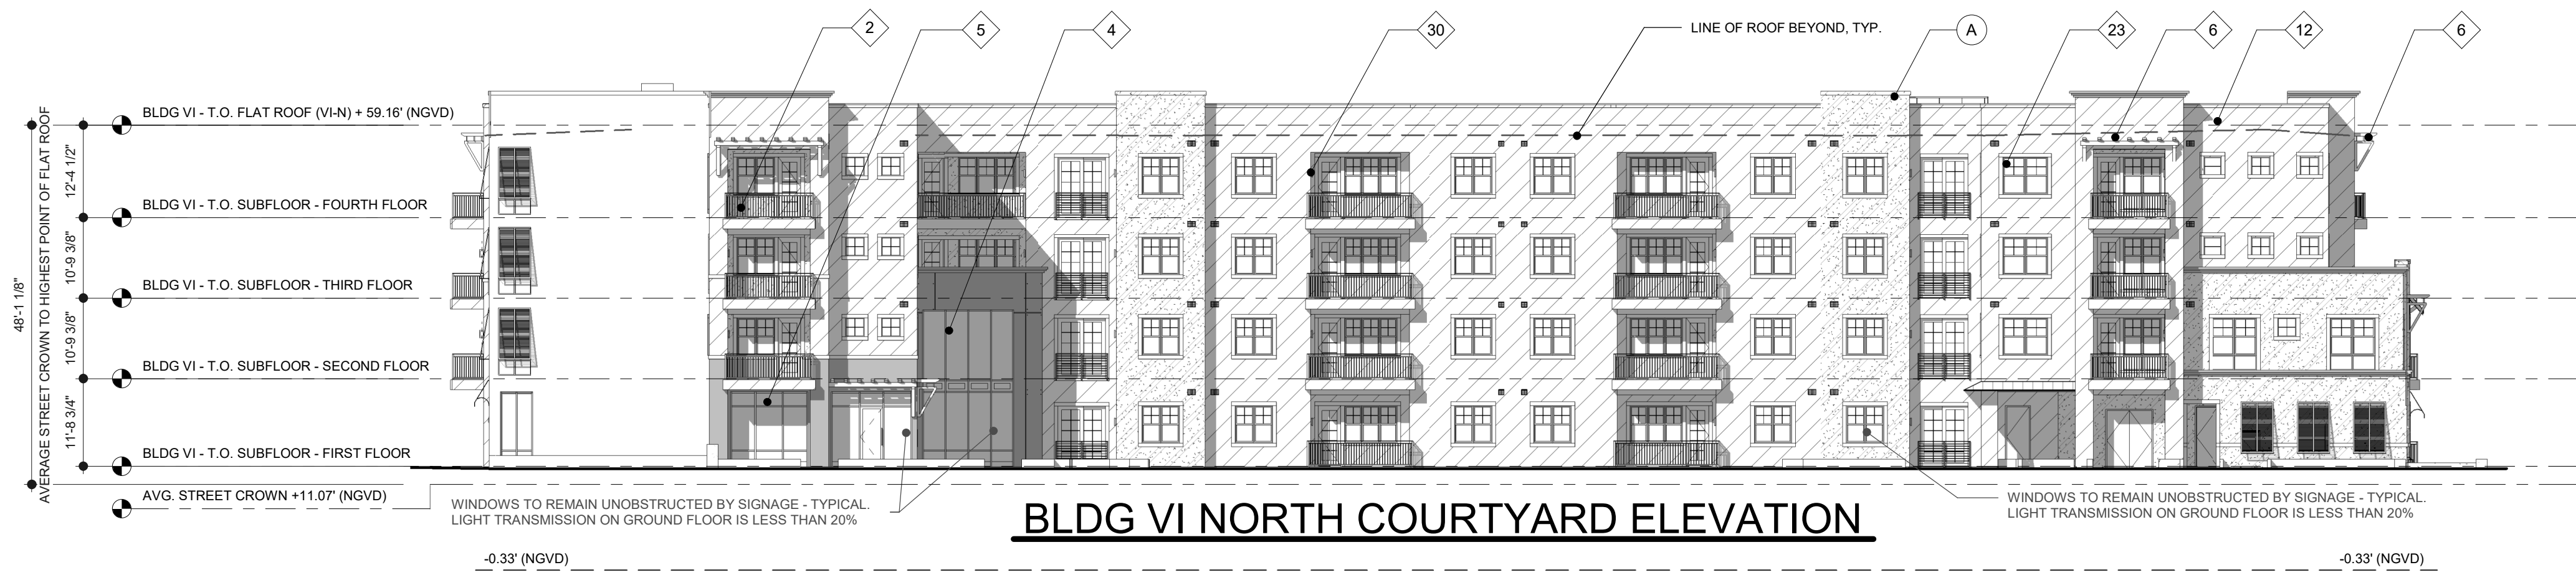 2
5
4
30
LINE OF ROOF BEYOND, TYP.
A
23
6
12
6
BLDG VI - T.O. FLAT ROOF (VI-N) + 59.16' (NGVD)
12'-4 1/2"
BLDG VI - T.O. SUBFLOOR - FOURTH FLOOR
10'-9 3/8"
BLDG VI - T.O. SUBFLOOR - THIRD FLOOR
10'-9 3/8"
BLDG VI - T.O. SUBFLOOR - SECOND FLOOR
11'-8 3/4"
BLDG VI - T.O. SUBFLOOR - FIRST FLOOR
48'-1 1/8"
AVERAGE STREET CROWN TO HIGHEST POINT OF FLAT ROOF
AVG. STREET CROWN +11.07' (NGVD)
WINDOWS TO REMAIN UNOBSTRUCTED BY SIGNAGE - TYPICAL.
LIGHT TRANSMISSION ON GROUND FLOOR IS LESS THAN 20%
BLDG VI NORTH COURTYARD ELEVATION
WINDOWS TO REMAIN UNOBSTRUCTED BY SIGNAGE - TYPICAL.
LIGHT TRANSMISSION ON GROUND FLOOR IS LESS THAN 20%
-0.33' (NGVD)
-0.33' (NGVD)